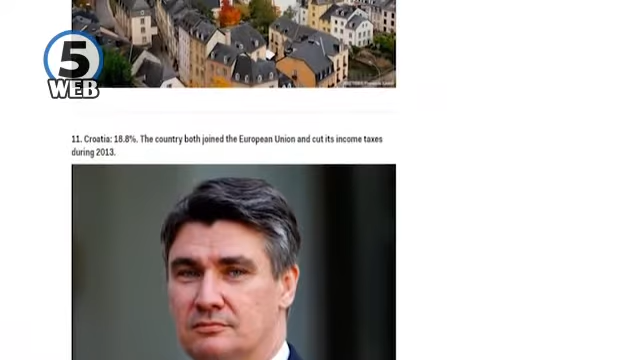 5
WEB
11. Croatia: 18.8%. The country both joined the European Union and cut its income taxes
during 2013.